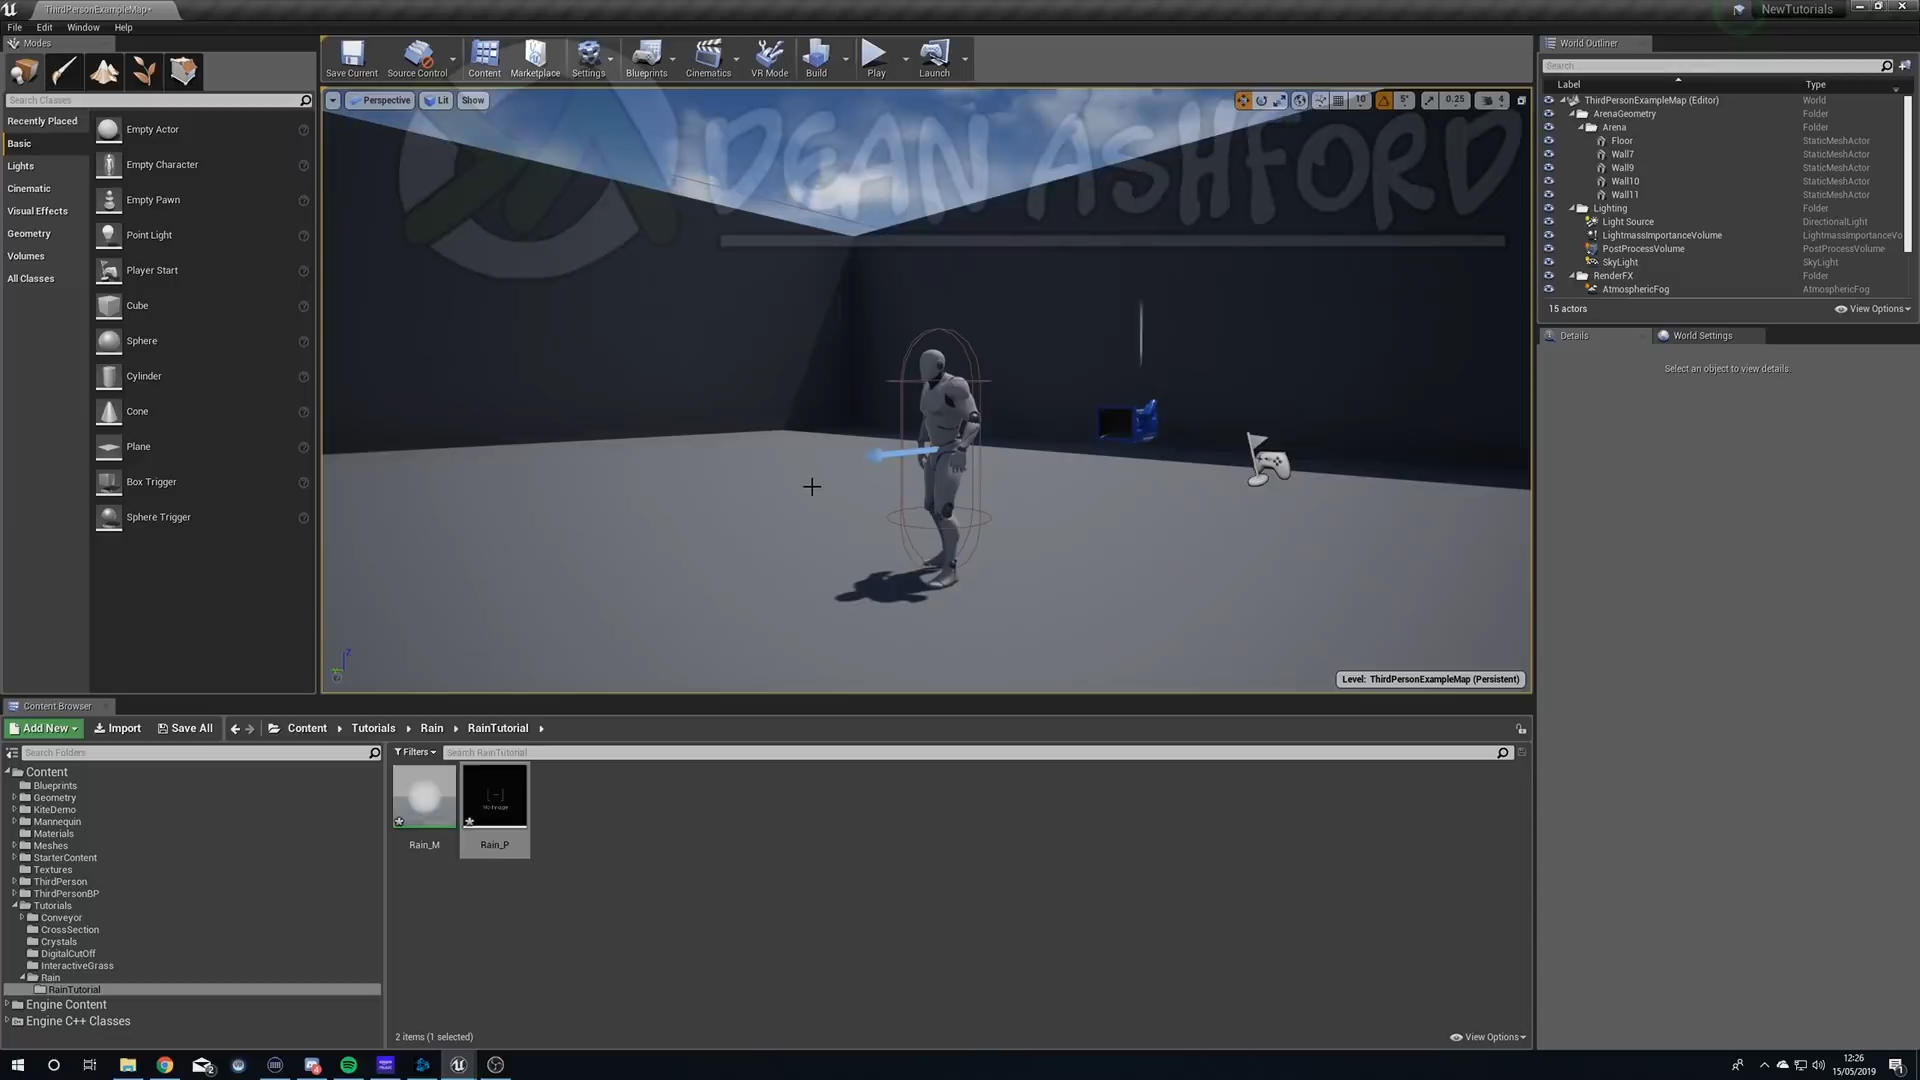 ThirdPersonExampleMap*
NewTutorials
File Edit Window Help
Modes
Search Classes
Recently Placed
Basic
Lights
Cinematic
Visual Effects
Geometry
Volumes
All Classes
Empty Actor
Empty Character
Empty Pawn
Point Light
Player Start
Cube
Sphere
Cylinder
Cone
Plane
Box Trigger
Sphere Trigger
Save Current Source Control Content Marketplace Settings Blueprints Cinematics VR Mode Build Play Launch
Perspective Lit Show
10 5° 0.25 4
DEAN ASHFORD
Level: ThirdPersonExampleMap (Persistent)
World Outliner
Search
Label Type
ThirdPersonExampleMap (Editor) World
ArenaGeometry Folder
Arena Folder
Floor StaticMeshActor
Wall7 StaticMeshActor
Wall9 StaticMeshActor
Wall10 StaticMeshActor
Wall11 StaticMeshActor
Lighting Folder
Light Source DirectionalLight
LightmassImportanceVolume LightmassImportanceVo
PostProcessVolume PostProcessVolume
SkyLight SkyLight
RenderFX Folder
AtmosphericFog AtmosphericFog
15 actors View Options
Details World Settings
Select an object to view details.
Content Browser
Add New Import Save All Content Tutorials Rain RainTutorial
Search Folders
Filters Search RainTutorial
Content
Blueprints
Geometry
KiteDemo
Mannequin
Materials
Meshes
StarterContent
Textures
ThirdPerson
ThirdPersonBP
Tutorials
Conveyor
CrossSection
Crystals
DigitalCutOff
InteractiveGrass
Rain
RainTutorial
Engine Content
Engine C++ Classes
No Image
Rain_M Rain_P
2 items (1 selected) View Options
12:26
15/05/2019